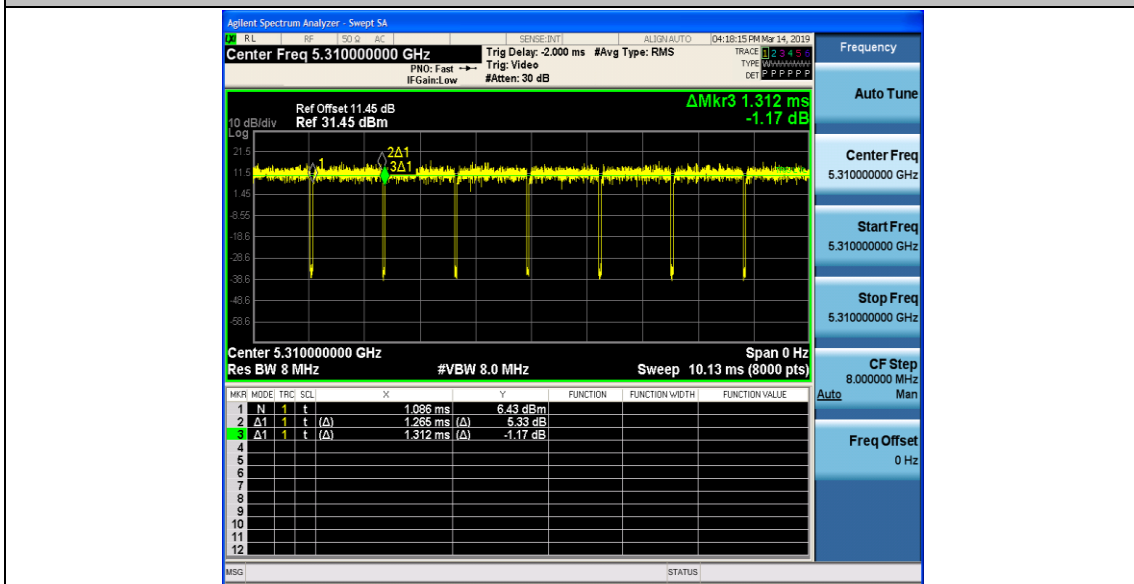 Agilent Spectrum Analyzer - Swept SA
RL RF 50 Ω AC SENSE:INT ALIGN AUTO 04:18:15 PM Mar 14, 2019
Center Freq 5.310000000 GHz
PNO: Fast
IFGain:Low
Trig Delay: -2.000 ms
Trig: Video
#Atten: 30 dB
#Avg Type: RMS
TRACE 1 2 3 4 5 6
TYPE
DET P P P P P P
Frequency
Auto Tune
Center Freq
5.310000000 GHz
Start Freq
5.310000000 GHz
Stop Freq
5.310000000 GHz
CF Step
8.000000 MHz
Auto Man
Freq Offset
0 Hz
ΔMkr3 1.312 ms
-1.17 dB
Ref Offset 11.45 dB
10 dB/div Ref 31.45 dBm
Log
21.5
11.5
1.45
-8.55
-18.6
-28.6
-38.6
-48.6
-58.6
1
2Δ1
3Δ1
Center 5.310000000 GHz Span 0 Hz
Res BW 8 MHz #VBW 8.0 MHz Sweep 10.13 ms (8000 pts)
MKR MODE TRC SCL X Y FUNCTION FUNCTION WIDTH FUNCTION VALUE
1 N 1 t 1.086 ms 6.43 dBm
2 Δ1 1 t (Δ) 1.265 ms (Δ) 5.33 dB
3 Δ1 1 t (Δ) 1.312 ms (Δ) -1.17 dB
4
5
6
7
8
9
10
11
12
MSG STATUS